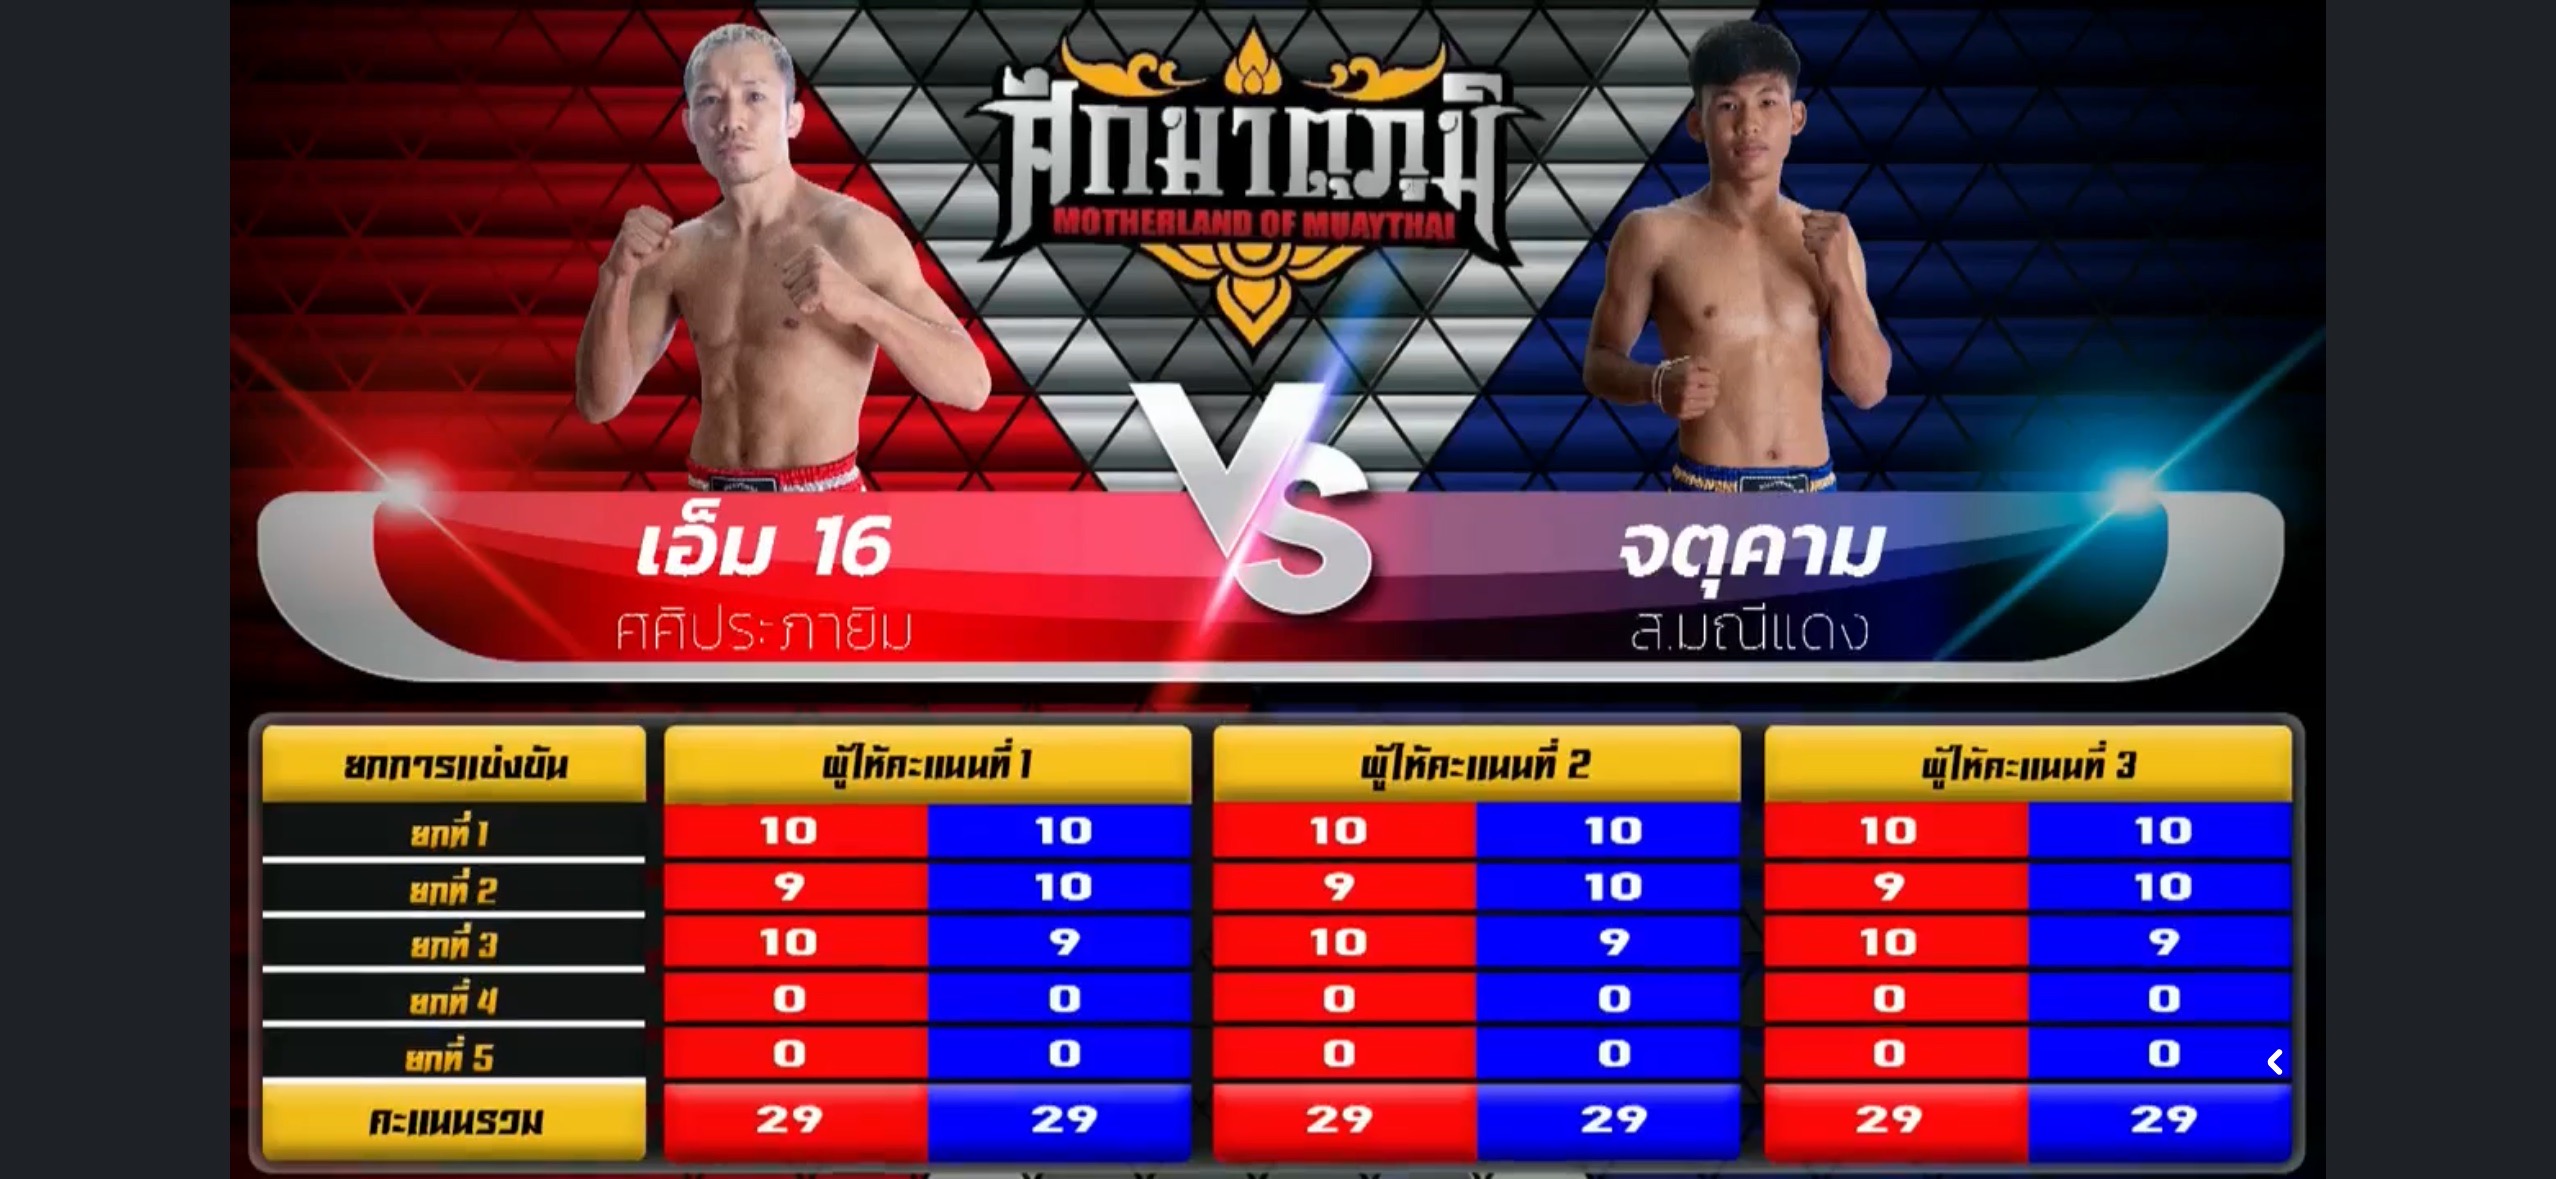 ศึกมาตุภูมิ
MOTHERLAND OF MUAYTHAI
VS
เอ็ม 16
ศศิประภายิม
จตุคาม
ส.มณีแดง
ยกการแข่งขัน ผู้ให้คะแนนที่ 1 ผู้ให้คะแนนที่ 2 ผู้ให้คะแนนที่ 3
ยกที่ 1 10 10 10 10 10 10
ยกที่ 2 9 10 9 10 9 10
ยกที่ 3 10 9 10 9 10 9
ยกที่ 4 0 0 0 0 0 0
ยกที่ 5 0 0 0 0 0 0
คะแนนรวม 29 29 29 29 29 29